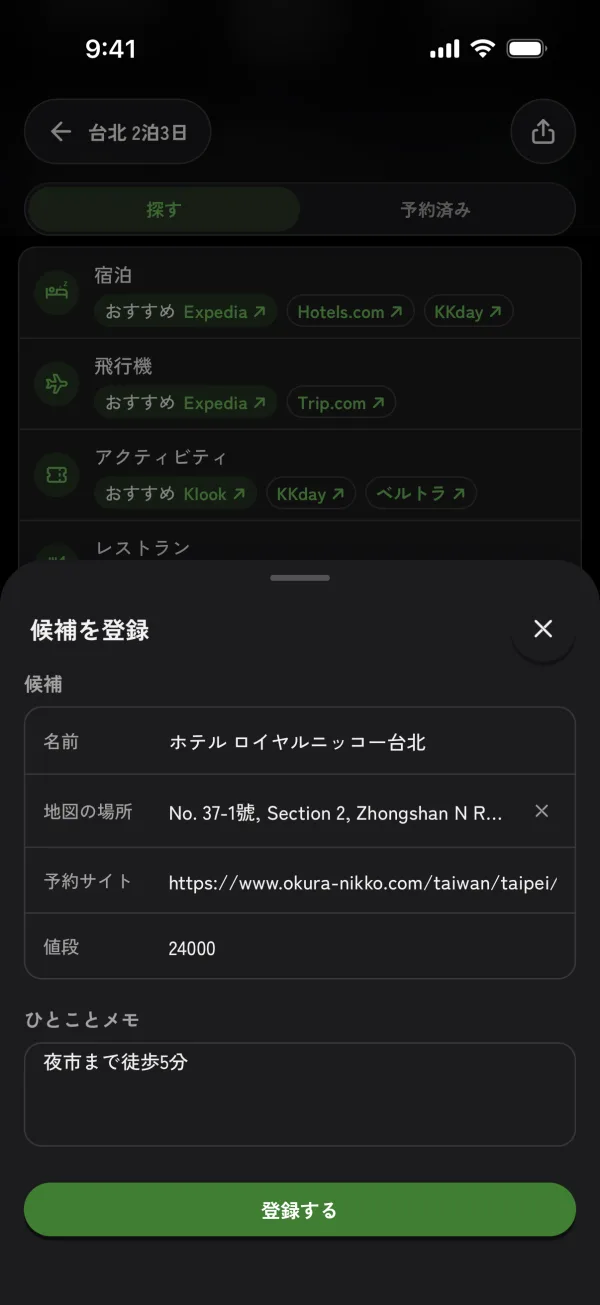 9:41
台北 2泊3日
探す
予約済み
宿泊
おすすめ Expedia ↗ Hotels.com ↗ KKday ↗
飛行機
おすすめ Expedia ↗ Trip.com ↗
アクティビティ
おすすめ Klook ↗ KKday ↗ ベルトラ ↗
レストラン
候補を登録
候補
名前 ホテル ロイヤルニッコー台北
地図の場所 No. 37-1號, Section 2, Zhongshan N R...
予約サイト https://www.okura-nikko.com/taiwan/taipei/
値段 24000
ひとことメモ
夜市まで徒歩5分
登録する